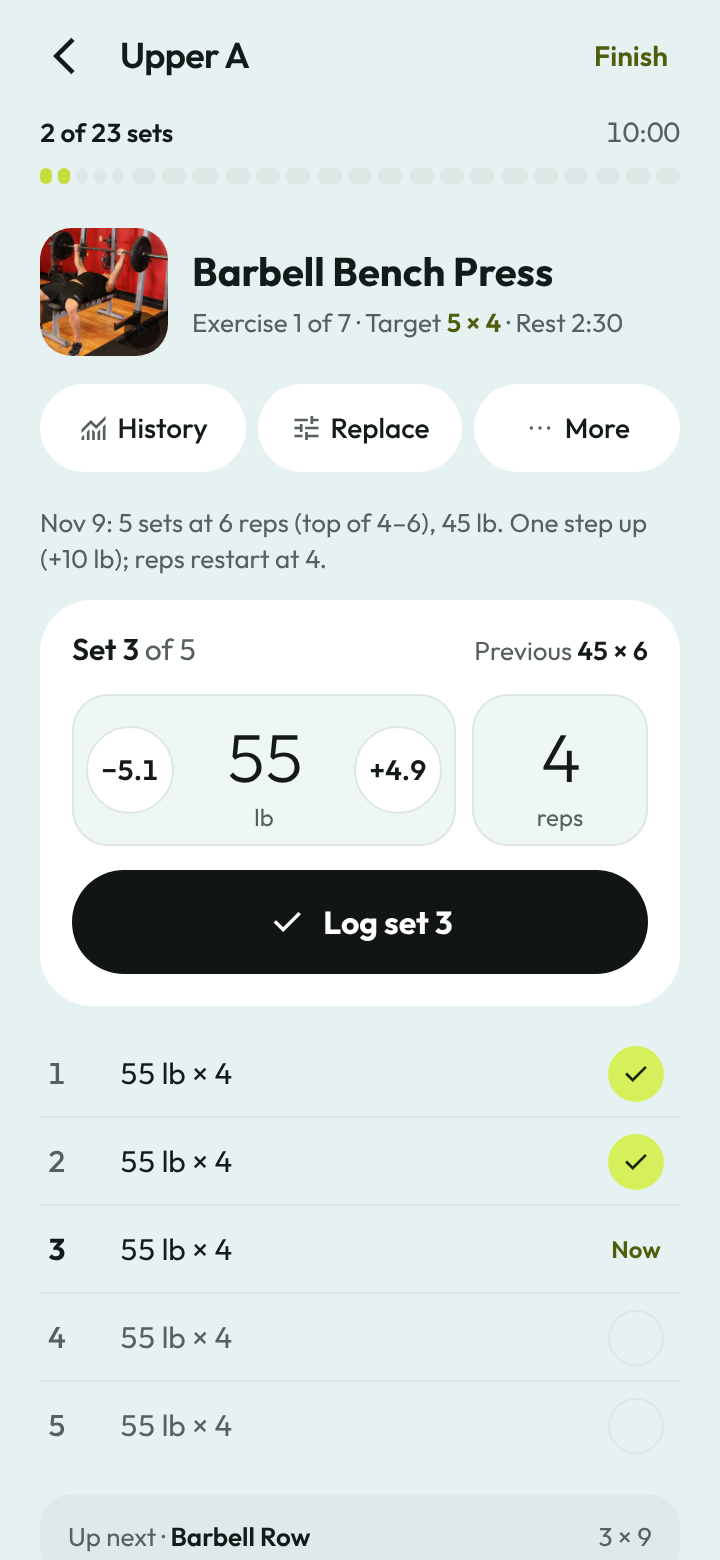 Upper A
Finish
2 of 23 sets
10:00
Barbell Bench Press
Exercise 1 of 7 · Target 5 × 4 · Rest 2:30
History
Replace
··· More
Nov 9: 5 sets at 6 reps (top of 4–6), 45 lb. One step up
(+10 lb); reps restart at 4.
Set 3 of 5
Previous 45 × 6
−5.1
55
lb
+4.9
4
reps
Log set 3
1 55 lb × 4
2 55 lb × 4
3 55 lb × 4 Now
4 55 lb × 4
5 55 lb × 4
Up next · Barbell Row 3 × 9